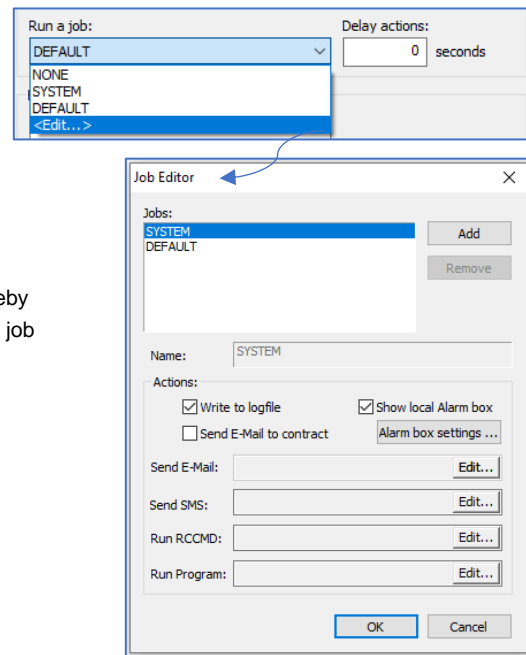 Run a job:
Delay actions:
DEFAULT
0 seconds
NONE
SYSTEM
DEFAULT
<Edit...>
Job Editor
Jobs:
SYSTEM
DEFAULT
Add
Remove
eby
job
Name: SYSTEM
Actions:
Write to logfile
Show local Alarm box
Send E-Mail to contract
Alarm box settings ...
Send E-Mail: Edit...
Send SMS: Edit...
Run RCCMD: Edit...
Run Program: Edit...
OK
Cancel